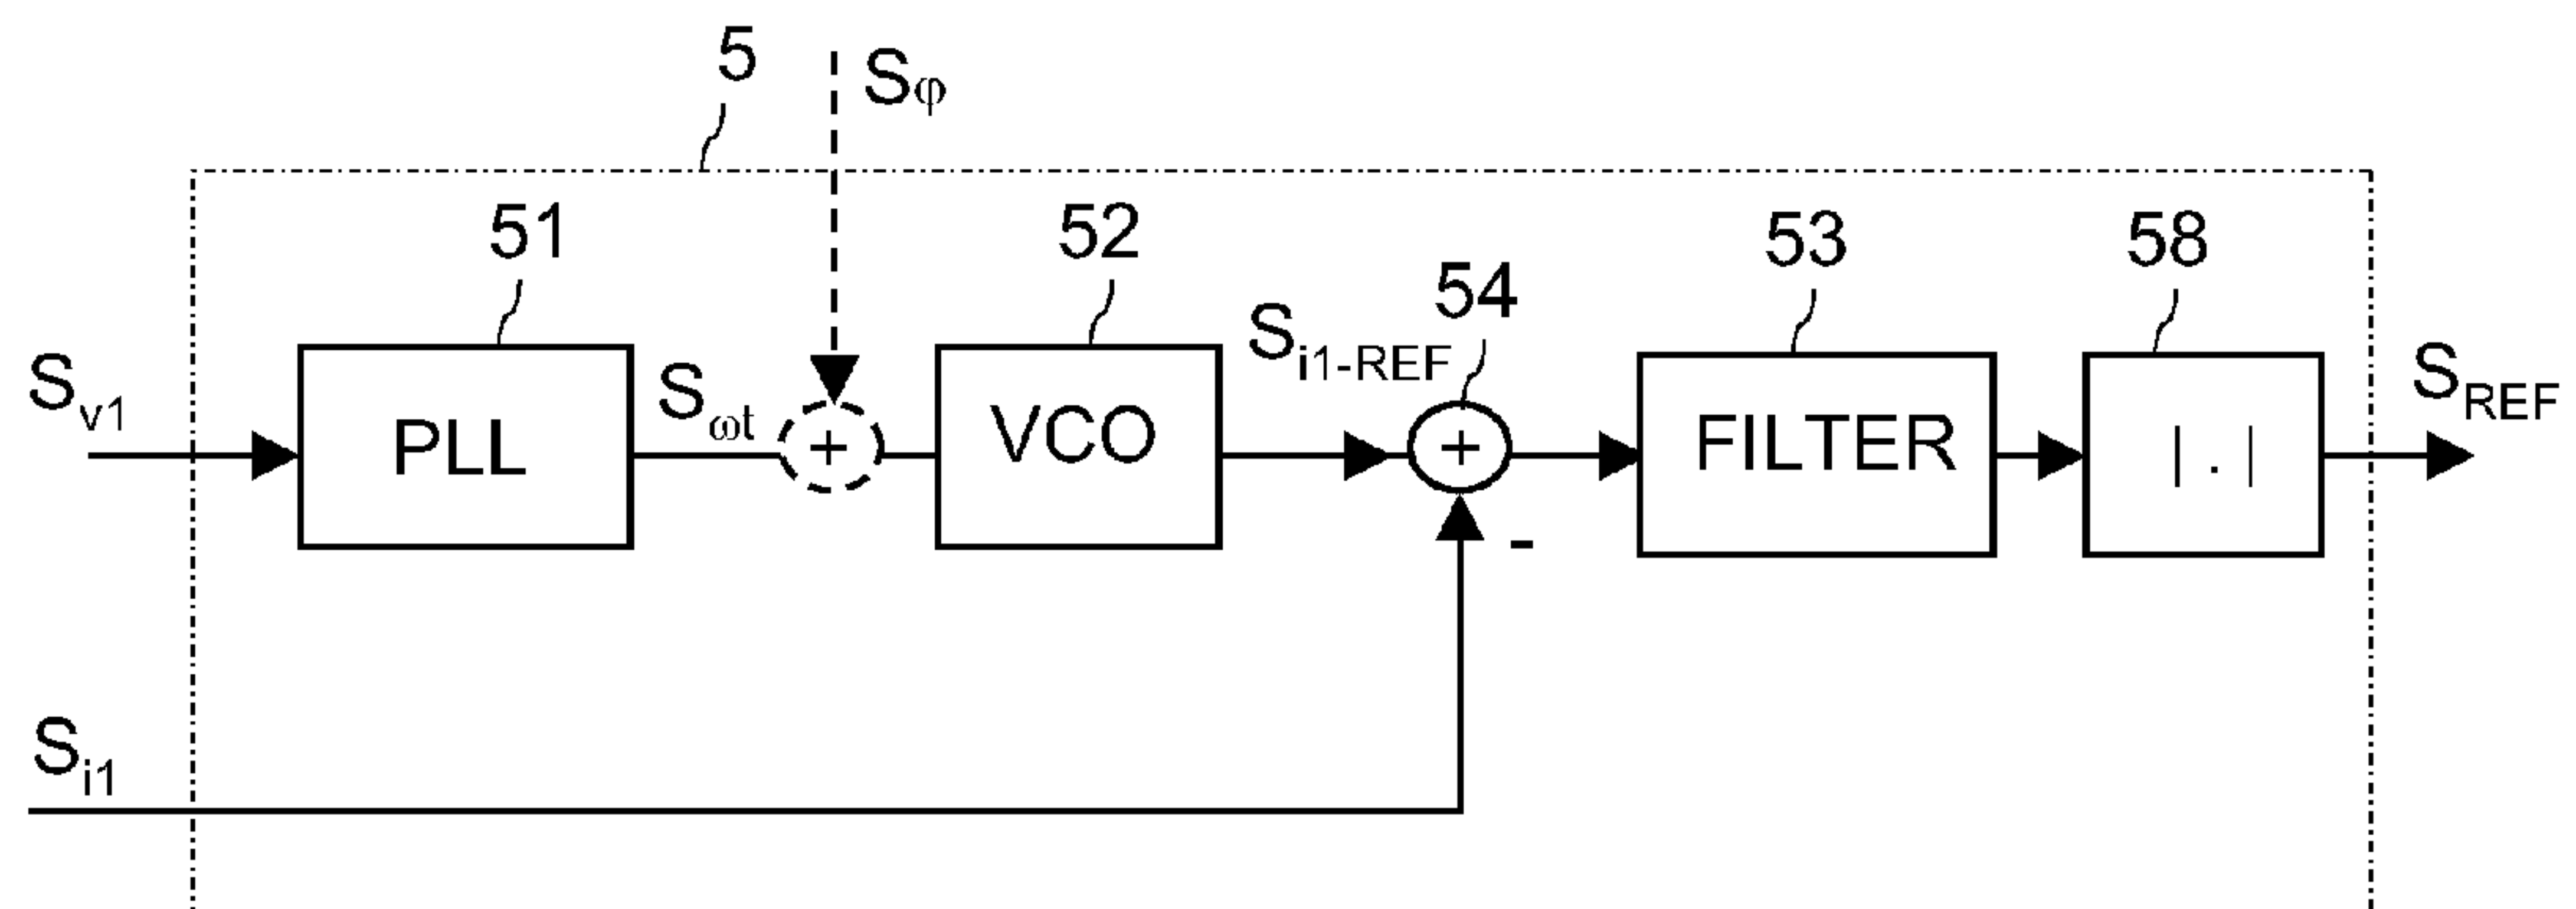 5
Sφ
51
52
54
53
58
Sv1
PLL
Sωt
+
VCO
Si1-REF
+
FILTER
| . |
SREF
-
Si1